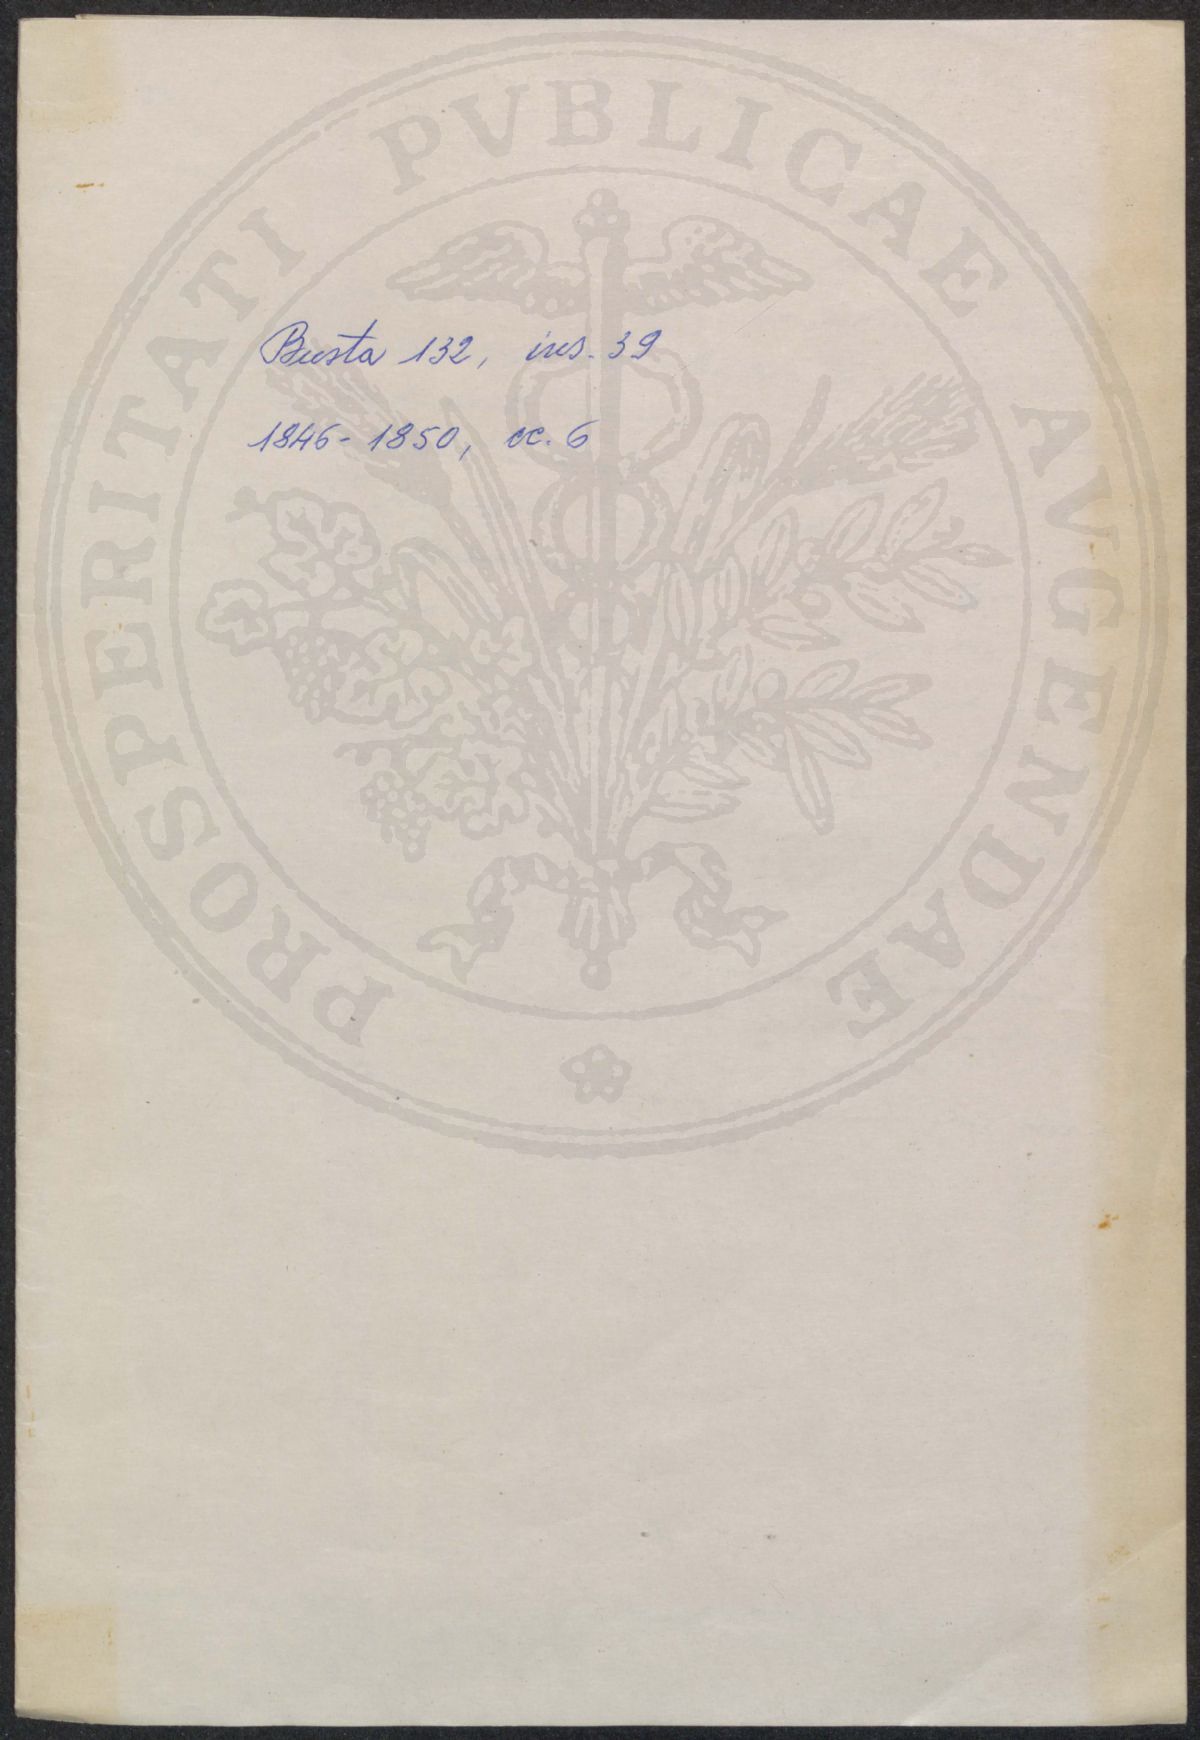 PROSPERITATI PVBLICAE AVGENDAE
Busta 132, ins. 39
1846-1850, cc. 6